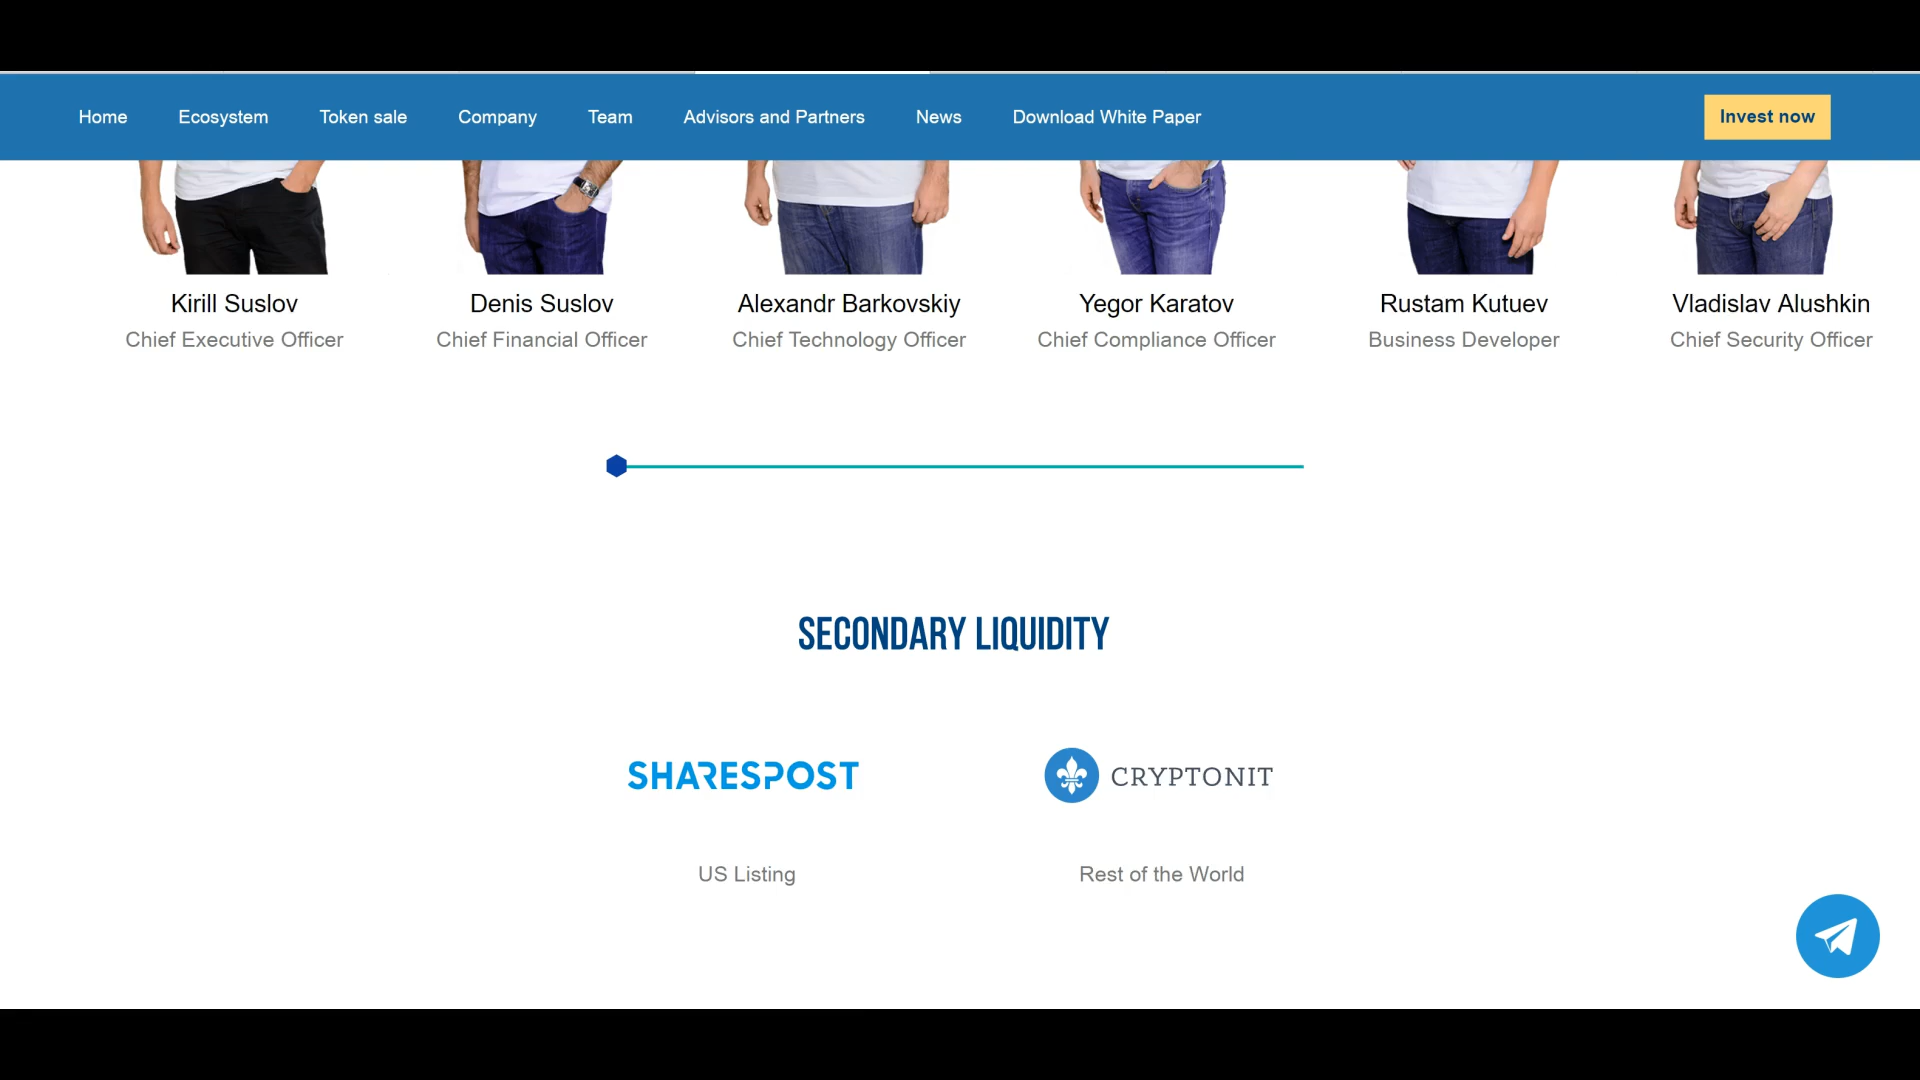 Home Ecosystem Token sale Company Team Advisors and Partners News Download White Paper Invest now
Kirill Suslov Denis Suslov Alexandr Barkovskiy Yegor Karatov Rustam Kutuev Vladislav Alushkin
Chief Executive Officer Chief Financial Officer Chief Technology Officer Chief Compliance Officer Business Developer Chief Security Officer
SECONDARY LIQUIDITY
SHARESPOST CRYPTONIT
US Listing Rest of the World